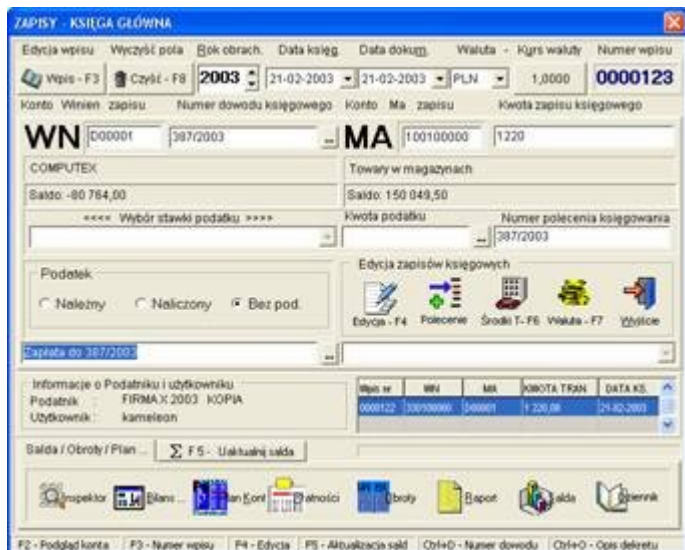 ZAPISY - KSIĘGA GŁÓWNA
Edycja wpisu Wyczyść pola Rok obrach. Data księg. Data dokum. Waluta - Kurs waluty Numer wpisu
Wpis - F3 Czyść - F8 2003 21-02-2003 21-02-2003 PLN 1,0000 0000123
Konto Winien zapisu Numer dowodu księgowego Konto Ma zapisu Kwota zapisu księgowego
WN D00001 387/2003 ... MA 100100000 1220
COMPUTEX Towary w magazynach
Saldo: -80 764,00 Saldo: 150 049,50
<<<< Wybór stawki podatku >>>> Kwota podatku Numer polecenia księgowania
... 387/2003
Podatek Edycja zapisów księgowych
Należny Naliczony Bez pod.
Edycja - F4 Polecenie Środki T- F6 Waluta - F7 Wyjście
Zapłata do 387/2003 ...
Informacje o Podatniku i użytkowniku
Wpis nr WN MA KWOTA TRAN DATA KS.
Podatnik : FIRMA X 2003 KOPIA
0000122 330100000 D00001 1 220,00 21-02-2003
Użytkownik : kameleon
Salda / Obroty / Plan ... Σ F5 - Uaktualnij salda
Inspektor Bilans ... Plan Kont Płatności Obroty Raport Salda Dziennik
F2 - Podgląd konta F3 - Numer wpisu F4 - Edycja F5 - Aktualizacja sald Ctrl+D - Numer dowodu Ctrl+O - Opis dekretu